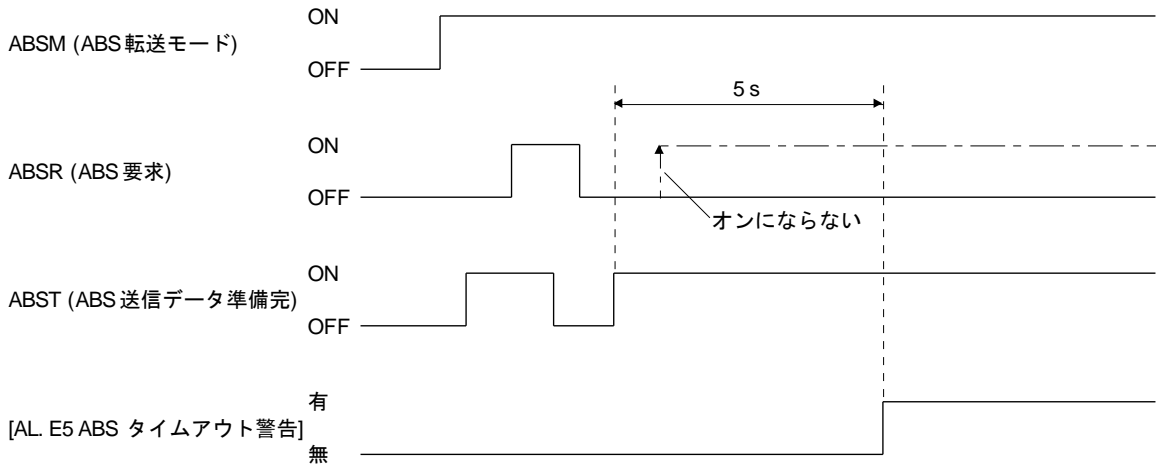 ON
ABSM (ABS転送モード)
OFF
5 s
ON
ABSR (ABS要求)
OFF
オンにならない
ON
ABST (ABS送信データ準備完)
OFF
有
[AL. E5 ABS タイムアウト警告]
無